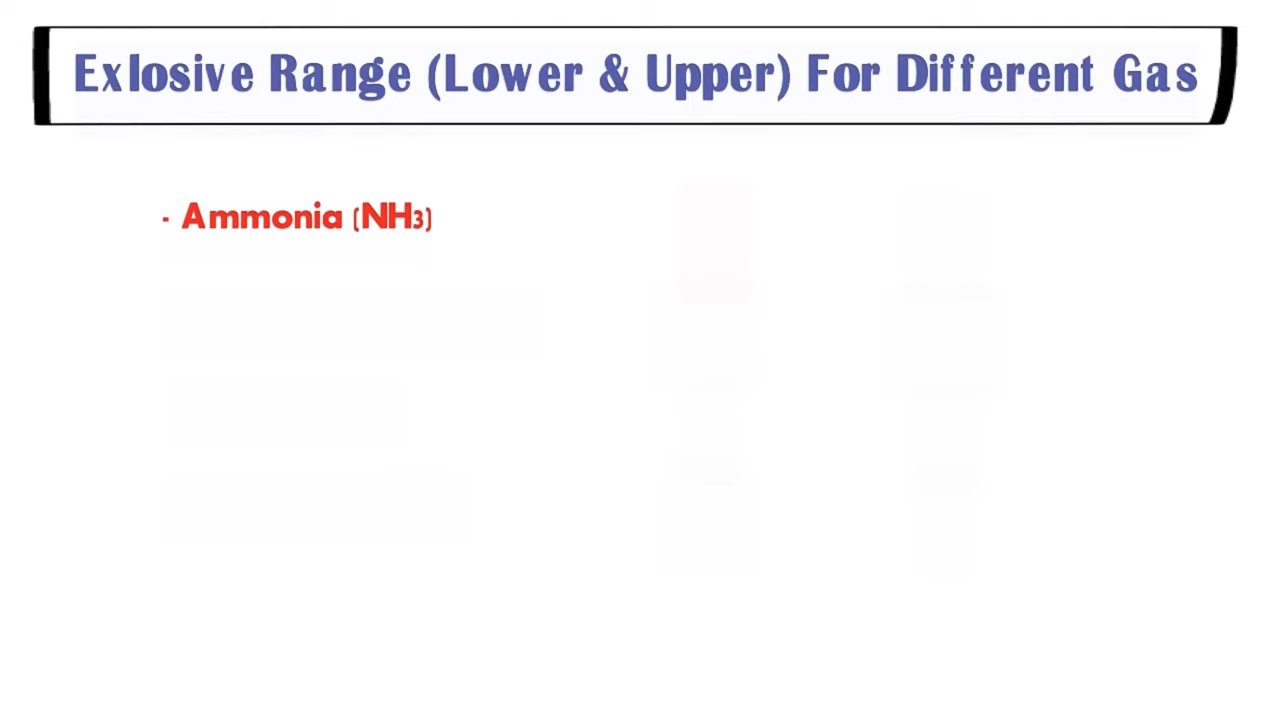 Exlosive Range (Lower & Upper) For Different Gas
- Ammonia (NH3)